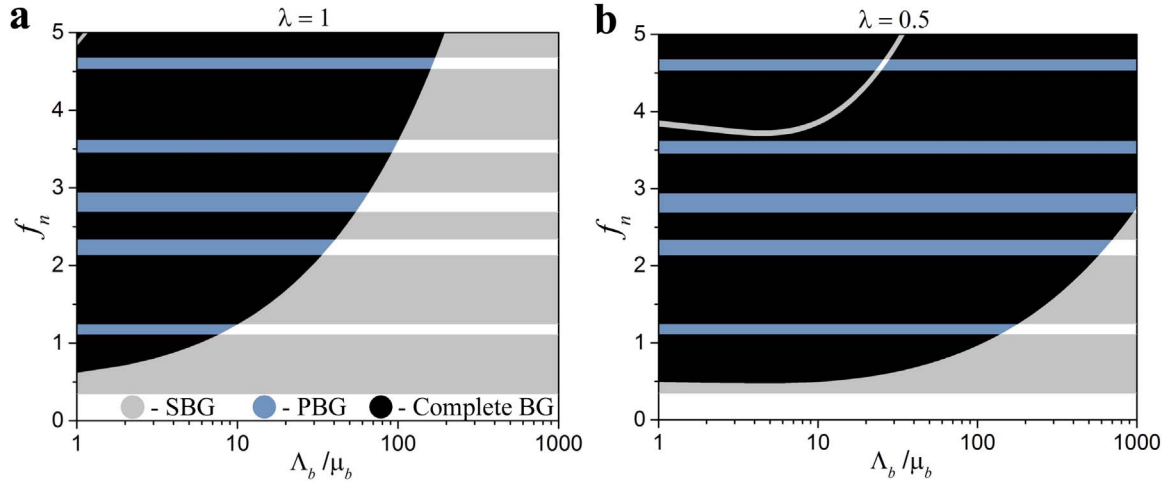 a
λ = 1
5
4
3
2
1
0
f_n
- SBG - PBG - Complete BG
1 10 100 1000
Λ_b /μ_b
b
λ = 0.5
5
4
3
2
1
0
f_n
1 10 100 1000
Λ_b /μ_b